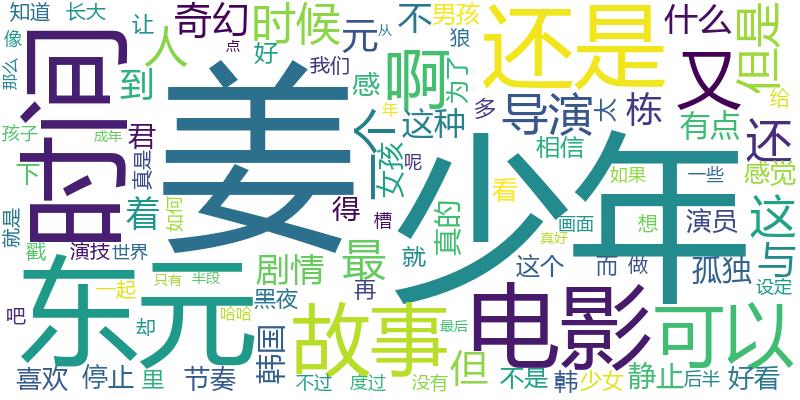 知道
长大
让
奇幻
时候
元
从
不
男孩
还是
什么
但是
像
那么
点
人
好
我们
狼
时间
姜
感
啊
为了
又
到
一个
多
导演
太
栋
给
孩子
成年
年
君
这种
有点
还
下
真是
女孩
呢
相信
感觉
着
如何
得
槽
真的
看
少年
如果
一些
这
就是
戳
演技
世界
画面
想
演员
真好
与
东元
剧情
最
就
这个
而
做
孤独
一起
只有
半段
黑夜
再
电影
可以
设定
吧
却
哈哈
故事
最后
喜欢
停止
里
节奏
韩国
不过
度过
没有
但
不是
韩
少女
静止
后半
好看